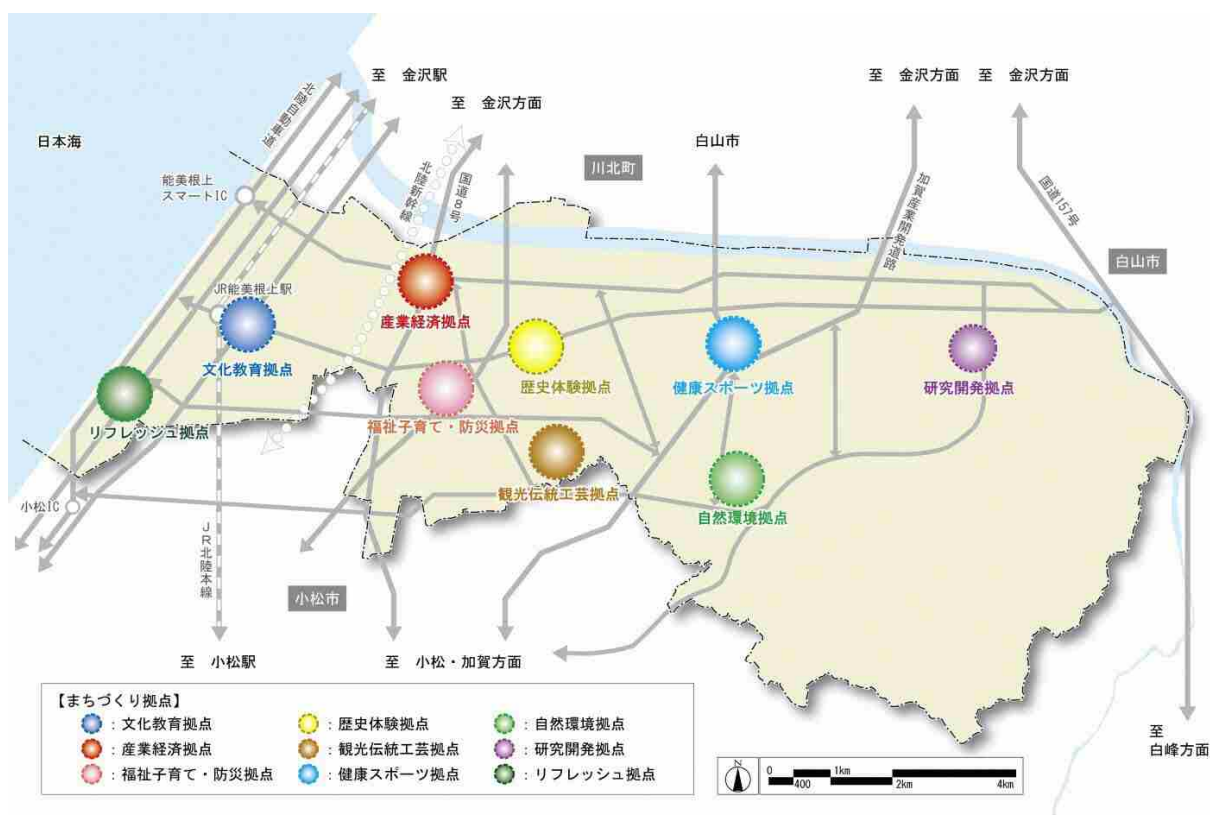 至 金沢駅
至 金沢方面
至 金沢方面
至 金沢方面
日本海
北陸自動車道
白山市
川北町
能美根上
スマートIC
北陸新幹線
国道8号
加賀産業開発道路
国道157号
白山市
JR能美根上駅
産業経済拠点
文化教育拠点
歴史体験拠点
健康スポーツ拠点
研究開発拠点
リフレッシュ拠点
福祉子育て・防災拠点
観光伝統工芸拠点
自然環境拠点
小松IC
JR北陸本線
小松市
至 小松駅
至 小松・加賀方面
至
白峰方面
【まちづくり拠点】
:文化教育拠点
:歴史体験拠点
:自然環境拠点
:産業経済拠点
:観光伝統工芸拠点
:研究開発拠点
:福祉子育て・防災拠点
:健康スポーツ拠点
:リフレッシュ拠点
N
0 1km
400 2km 4km